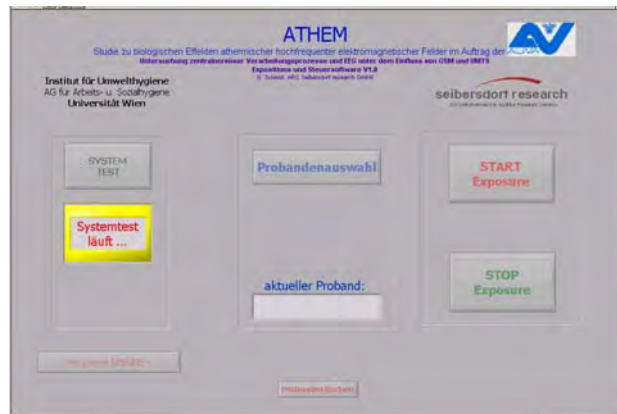 ATHEM
Studie zu biologischen Effekten athermischer hochfrequenter elektromagnetischer Felder im Auftrag der AUVA
Untersuchung zentralnervöser Verarbeitungsprozesse und EEG unter dem Einfluss von GSM und UMTS
Expositions und Steuersoftware V1.0
Institut für Umwelthygiene
AG für Arbeits- u. Sozialhygiene
Universität Wien
seibersdorf research
SYSTEM
TEST
Systemtest
läuft ...
Probandenauswahl
aktueller Proband:
START
Exposure
STOP
Exposure